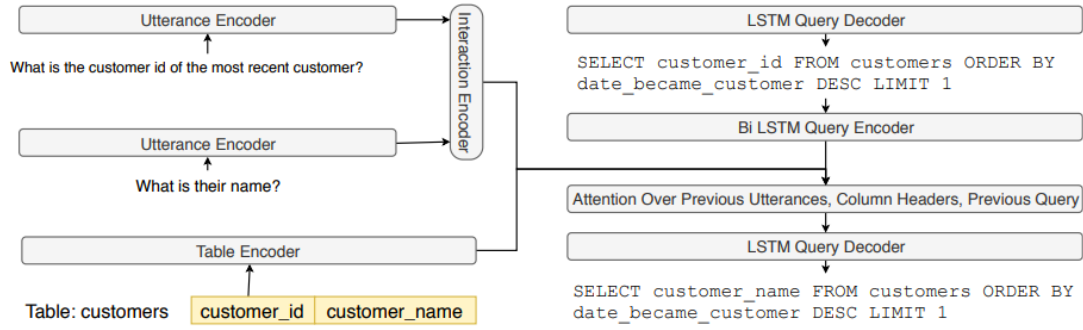 Utterance Encoder
What is the customer id of the most recent customer?
Interaction Encoder
Utterance Encoder
What is their name?
Table Encoder
Table: customers customer_id customer_name
LSTM Query Decoder
SELECT customer_id FROM customers ORDER BY
date_became_customer DESC LIMIT 1
Bi LSTM Query Encoder
Attention Over Previous Utterances, Column Headers, Previous Query
LSTM Query Decoder
SELECT customer_name FROM customers ORDER BY
date_became_customer DESC LIMIT 1